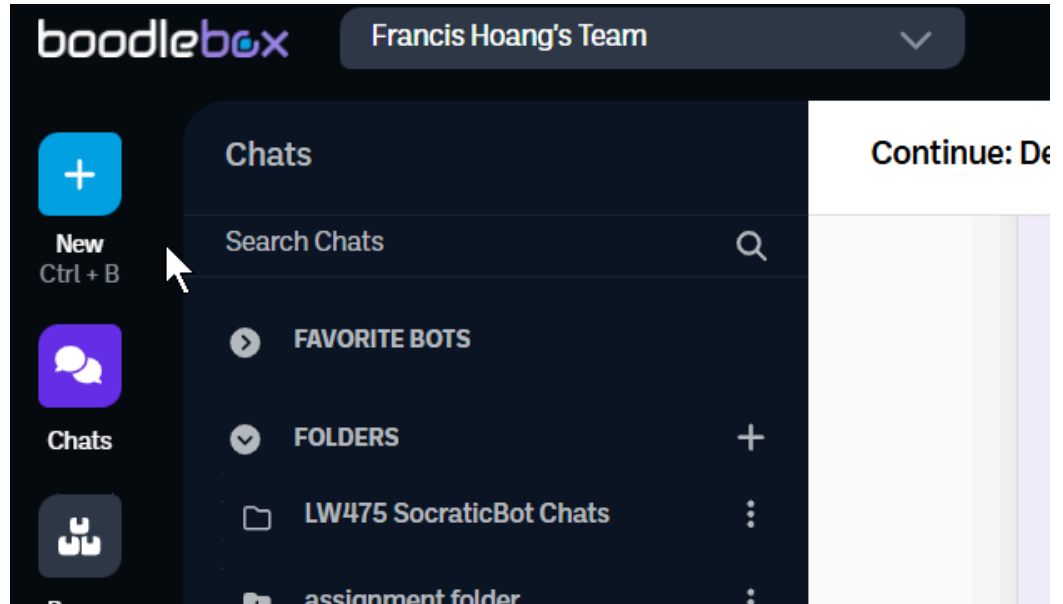 boodlebox
Francis Hoang's Team
New
Ctrl + B
Chats
Chats
Search Chats
FAVORITE BOTS
FOLDERS
LW475 SocraticBot Chats
assignment folder
Continue: De